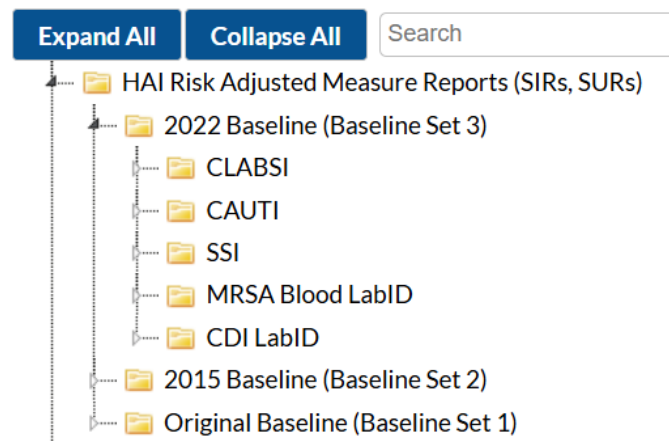 Expand All Collapse All Search
HAI Risk Adjusted Measure Reports (SIRs, SURs)
2022 Baseline (Baseline Set 3)
CLABSI
CAUTI
SSI
MRSA Blood LabID
CDI LabID
2015 Baseline (Baseline Set 2)
Original Baseline (Baseline Set 1)